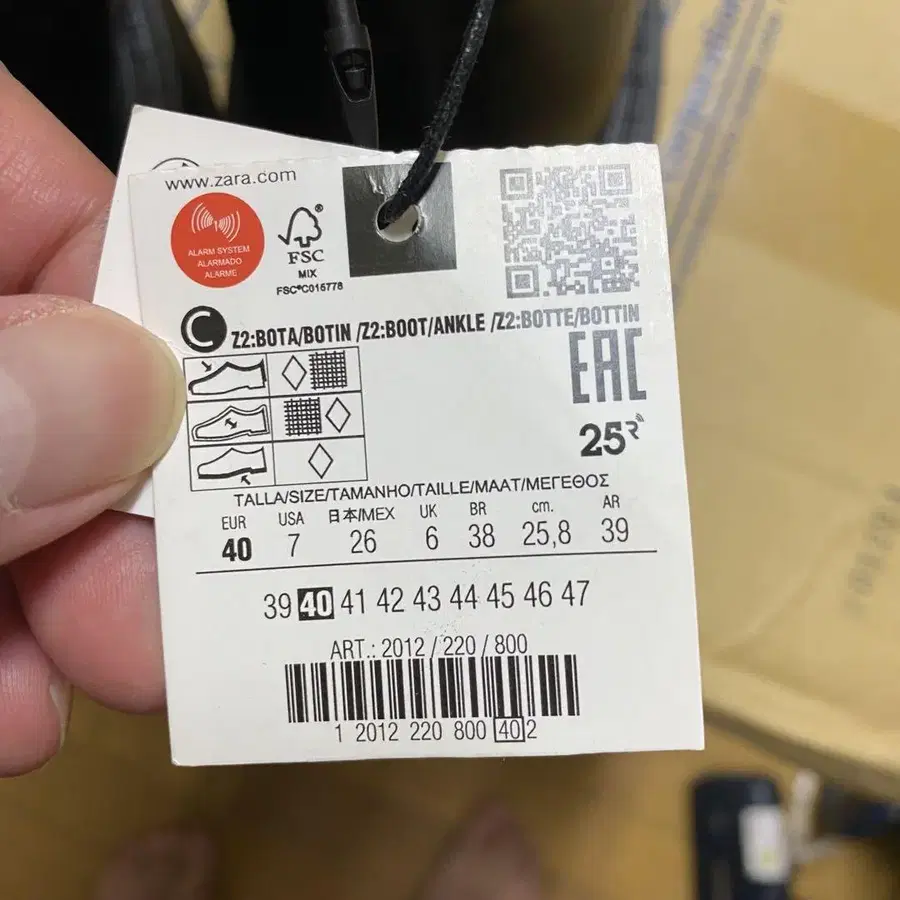 www.zara.com
ALARM SYSTEM
ALARMADO
ALARME
FSC®
MIX
FSC®C015778
C Z2:BOTA/BOTIN /Z2:BOOT/ANKLE /Z2:BOTTE/BOTTIN
EAC
25R
TALLA/SIZE/TAMANHO/TAILLE/MAAT/ΜΕΓΕΘΟΣ
EUR USA 日本/MEX UK BR cm. AR
40 7 26 6 38 25,8 39
39 40 41 42 43 44 45 46 47
ART.: 2012 / 220 / 800
1 2012 220 800 40 2